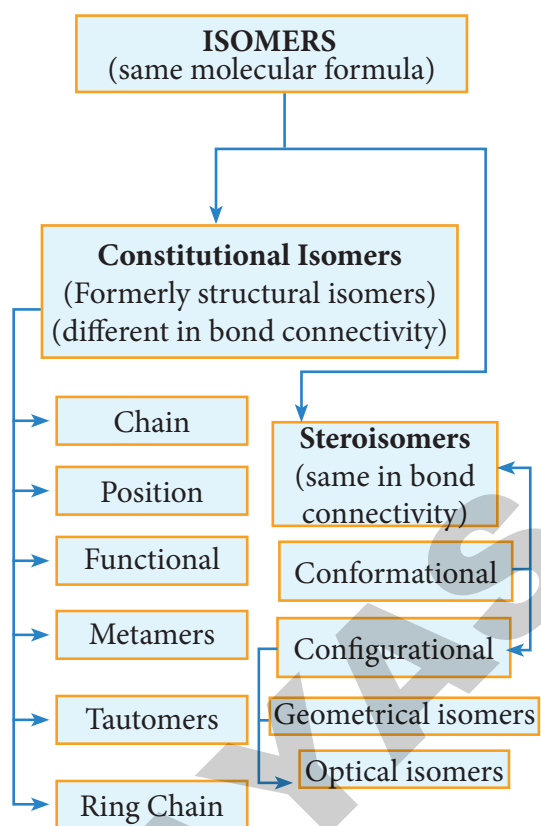 ISOMERS
(same molecular formula)
Constitutional Isomers
(Formerly structural isomers)
(different in bond connectivity)
Chain
Position
Functional
Metamers
Tautomers
Ring Chain
Steroisomers
(same in bond
connectivity)
Conformational
Configurational
Geometrical isomers
Optical isomers